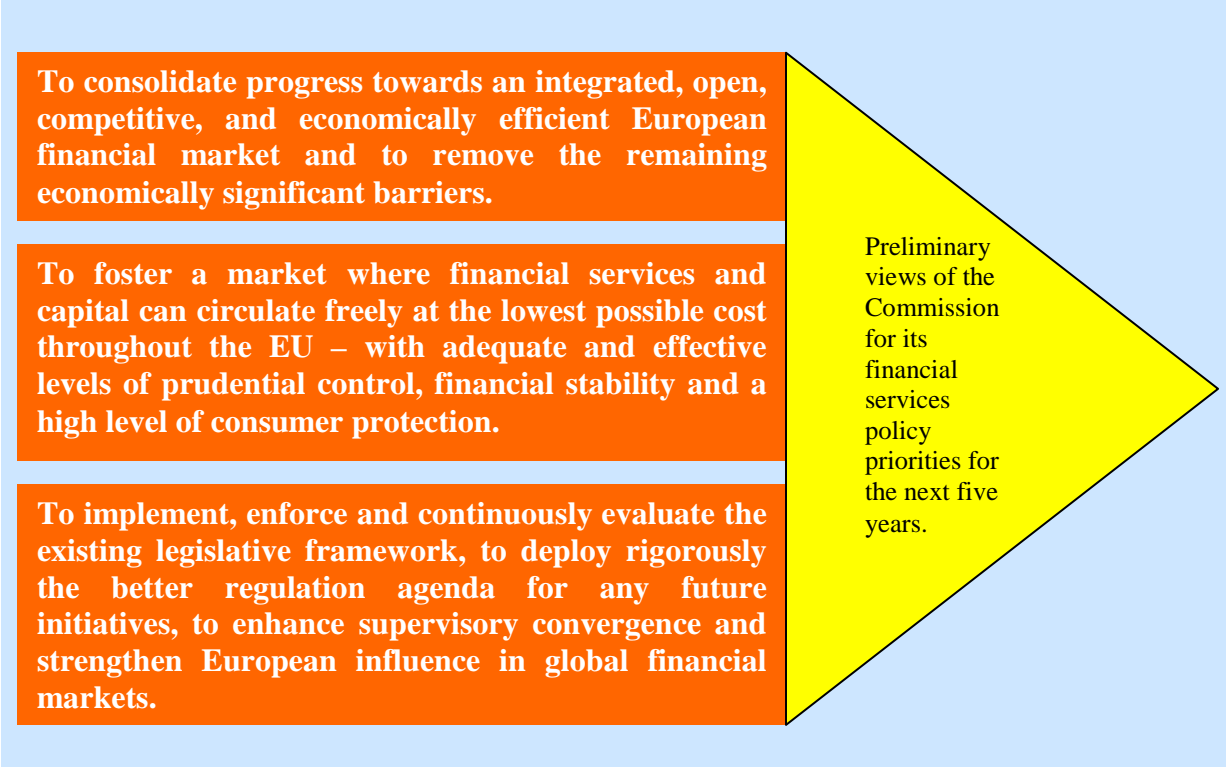 To consolidate progress towards an integrated, open,
competitive, and economically efficient European
financial market and to remove the remaining
economically significant barriers.
To foster a market where financial services and
capital can circulate freely at the lowest possible cost
throughout the EU – with adequate and effective
levels of prudential control, financial stability and a
high level of consumer protection.
To implement, enforce and continuously evaluate the
existing legislative framework, to deploy rigorously
the better regulation agenda for any future
initiatives, to enhance supervisory convergence and
strengthen European influence in global financial
markets.
Preliminary
views of the
Commission
for its
financial
services
policy
priorities for
the next five
years.